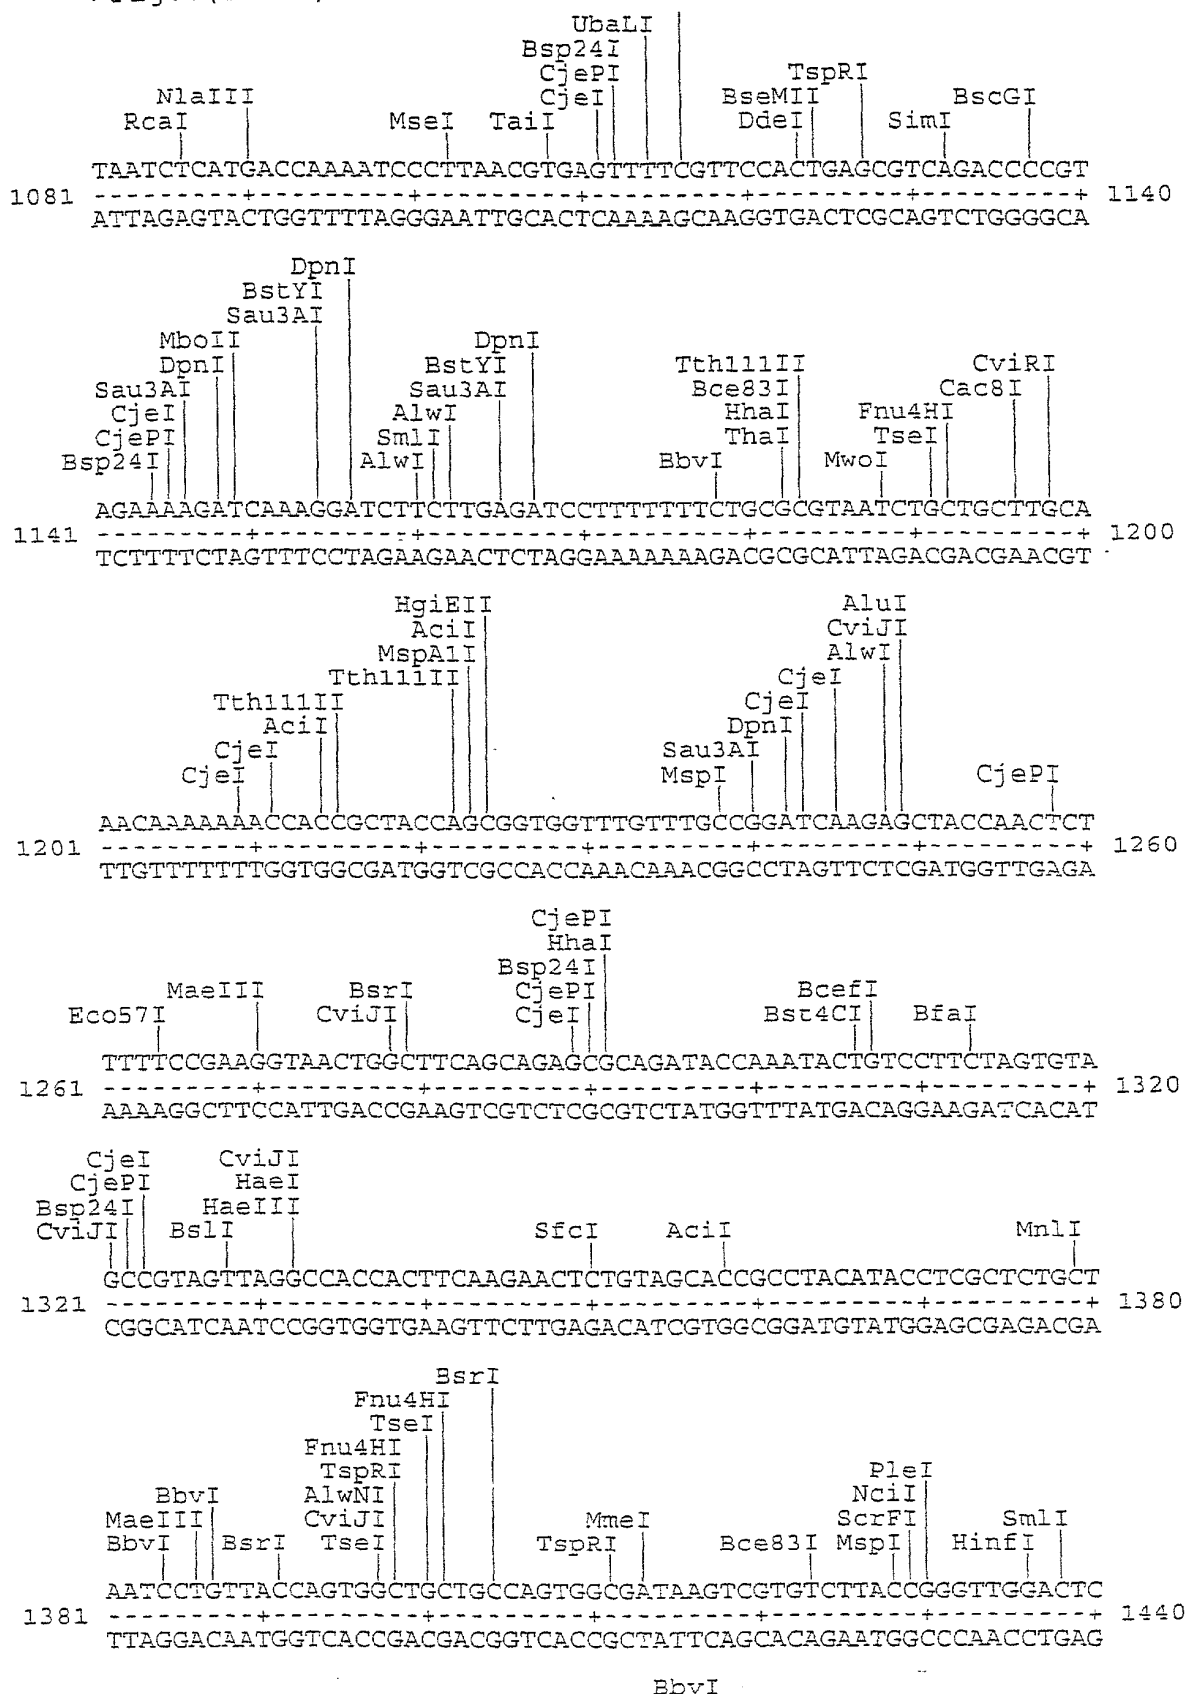 UbaLI
Bsp24I
CjePI TspRI
NlaIII CjeI BseMII BscGI
RcaI MseI TaiI DdeI SimI
TAATCTCATGACCAAAATCCCTTAACGTGAGTTTTCGTTCCACTGAGCGTCAGACCCCGT
1081 ---------+---------+---------+---------+---------+---------+ 1140
ATTAGAGTACTGGTTTTAGGGAATTGCACTCAAAAGCAAGGTGACTCGCAGTCTGGGGCA
DpnI
BstYI
Sau3AI
MboII DpnI
DpnI BstYI Tth111II CviRI
Sau3AI Sau3AI Bce83I Cac8I
CjeI AlwI HhaI Fnu4HI
CjePI SmlI ThaI TseI
Bsp24I AlwI BbvI MwoI
AGAAAAGATCAAAGGATCTTCTTGAGATCCTTTTTTTCTGCGCGTAATCTGCTGCTTGCA
1141 ---------+---------+---------+---------+---------+---------+ 1200
TCTTTTCTAGTTTCCTAGAAGAACTCTAGGAAAAAAAGACGCGCATTAGACGACGAACGT
HgiEII AluI
AciI CviJI
MspA1I AlwI
Tth111II CjeI
Tth111II CjeI
AciI DpnI
CjeI Sau3AI
CjeI MspI CjePI
AACAAAAAAACCACCGCTACCAGCGGTGGTTTGTTTGCCGGATCAAGAGCTACCAACTCT
1201 ---------+---------+---------+---------+---------+---------+ 1260
TTGTTTTTTTGGTGGCGATGGTCGCCACCAAACAAACGGCCTAGTTCTCGATGGTTGAGA
CjePI
HhaI
Bsp24I
MaeIII BsrI CjePI BcefI
Eco57I CviJI CjeI Bst4CI BfaI
TTTTCCGAAGGTAACTGGCTTCAGCAGAGCGCAGATACCAAATACTGTCCTTCTAGTGTA
1261 ---------+---------+---------+---------+---------+---------+ 1320
AAAAGGCTTCCATTGACCGAAGTCGTCTCGCGTCTATGGTTTATGACAGGAAGATCACAT
CjeI CviJI
CjePI HaeI
Bsp24I HaeIII
CviJI BslI SfcI AciI MnlI
GCCGTAGTTAGGCCACCACTTCAAGAACTCTGTAGCACCGCCTACATACCTCGCTCTGCT
1321 ---------+---------+---------+---------+---------+---------+ 1380
CGGCATCAATCCGGTGGTGAAGTTCTTGAGACATCGTGGCGGATGTATGGAGCGAGACGA
BsrI
Fnu4HI
TseI
Fnu4HI
TspRI PleI
BbvI AlwNI NciI
MaeIII CviJI MmeI ScrFI SmlI
BbvI BsrI TseI TspRI Bce83I MspI HinfI
AATCCTGTTACCAGTGGCTGCTGCCAGTGGCGATAAGTCGTGTCTTACCGGGTTGGACTC
1381 ---------+---------+---------+---------+---------+---------+ 1440
TTAGGACAATGGTCACCGACGACGGTCACCGCTATTCAGCACAGAATGGCCCAACCTGAG
BbvI